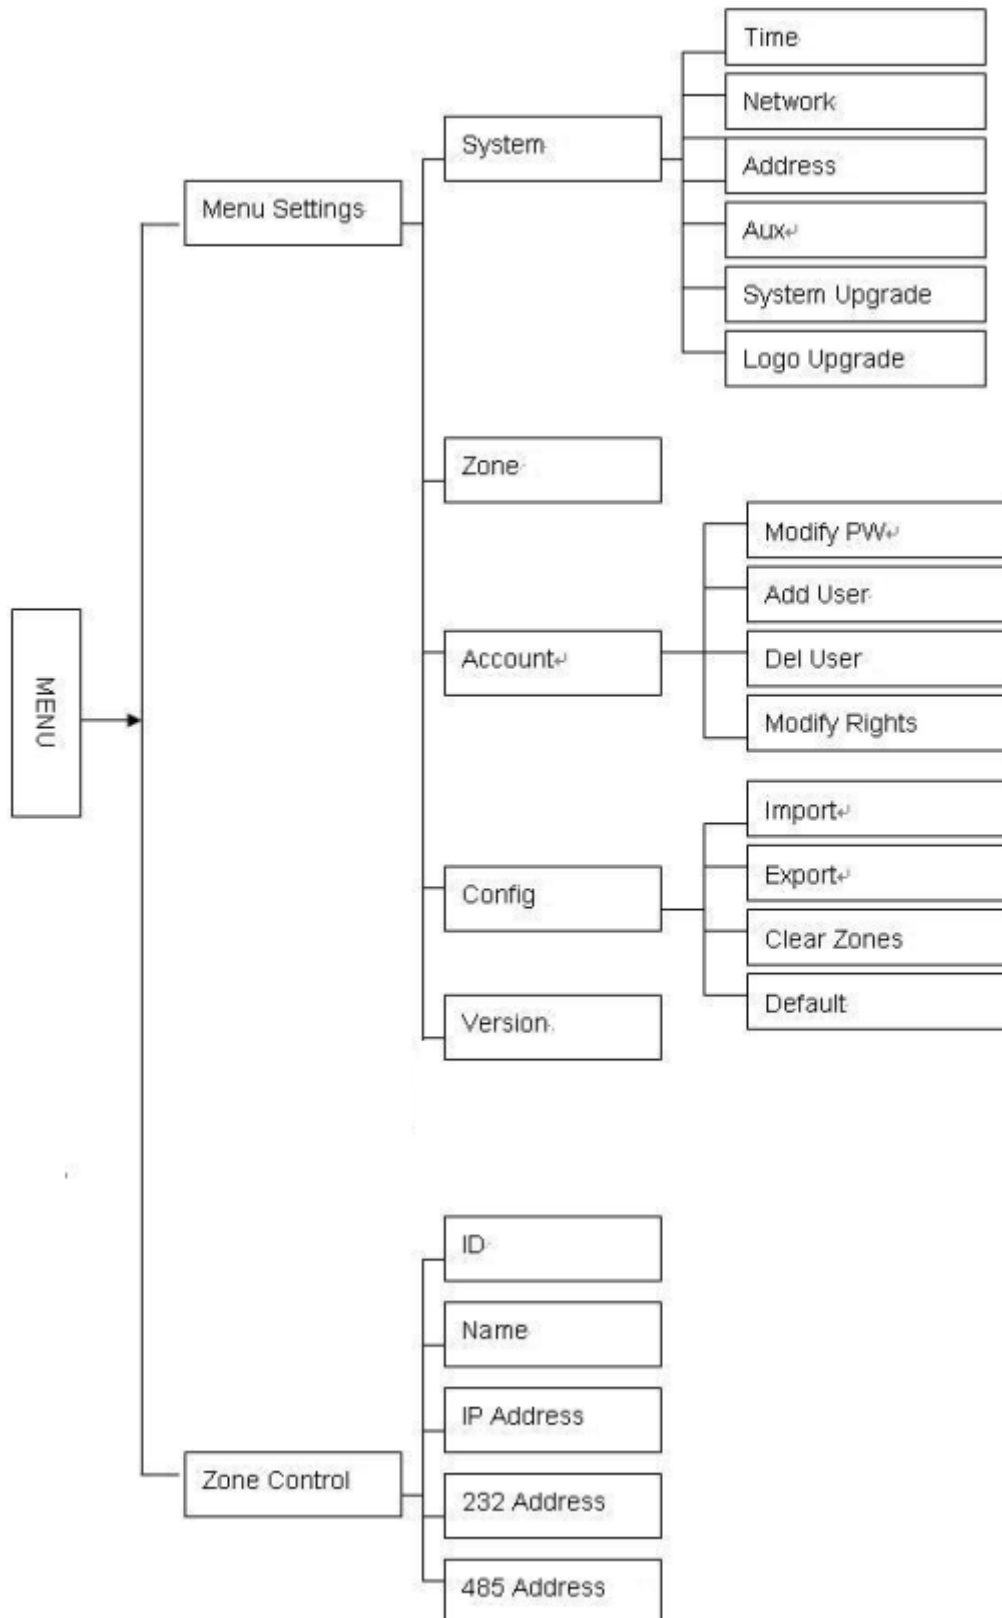 MENU
Menu Settings
System
Time
Network
Address
Aux
System Upgrade
Logo Upgrade
Zone
Account
Modify PW
Add User
Del User
Modify Rights
Config
Import
Export
Clear Zones
Default
Version
Zone Control
ID
Name
IP Address
232 Address
485 Address